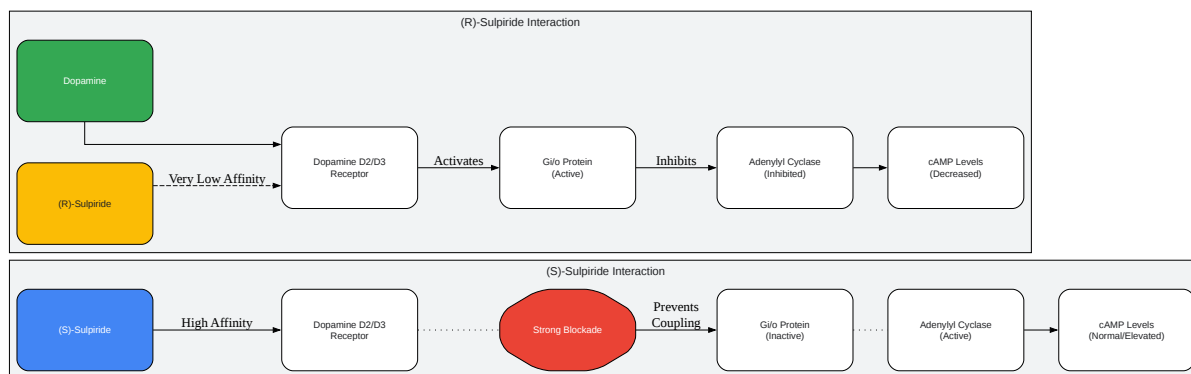 (R)-Sulpiride Interaction
Dopamine
(R)-Sulpiride
Very Low Affinity
Dopamine D2/D3
Receptor
Activates
Gi/o Protein
(Active)
Inhibits
Adenylyl Cyclase
(Inhibited)
cAMP Levels
(Decreased)
(S)-Sulpiride Interaction
(S)-Sulpiride
High Affinity
Dopamine D2/D3
Receptor
Strong Blockade
Prevents
Coupling
Gi/o Protein
(Inactive)
Adenylyl Cyclase
(Active)
cAMP Levels
(Normal/Elevated)